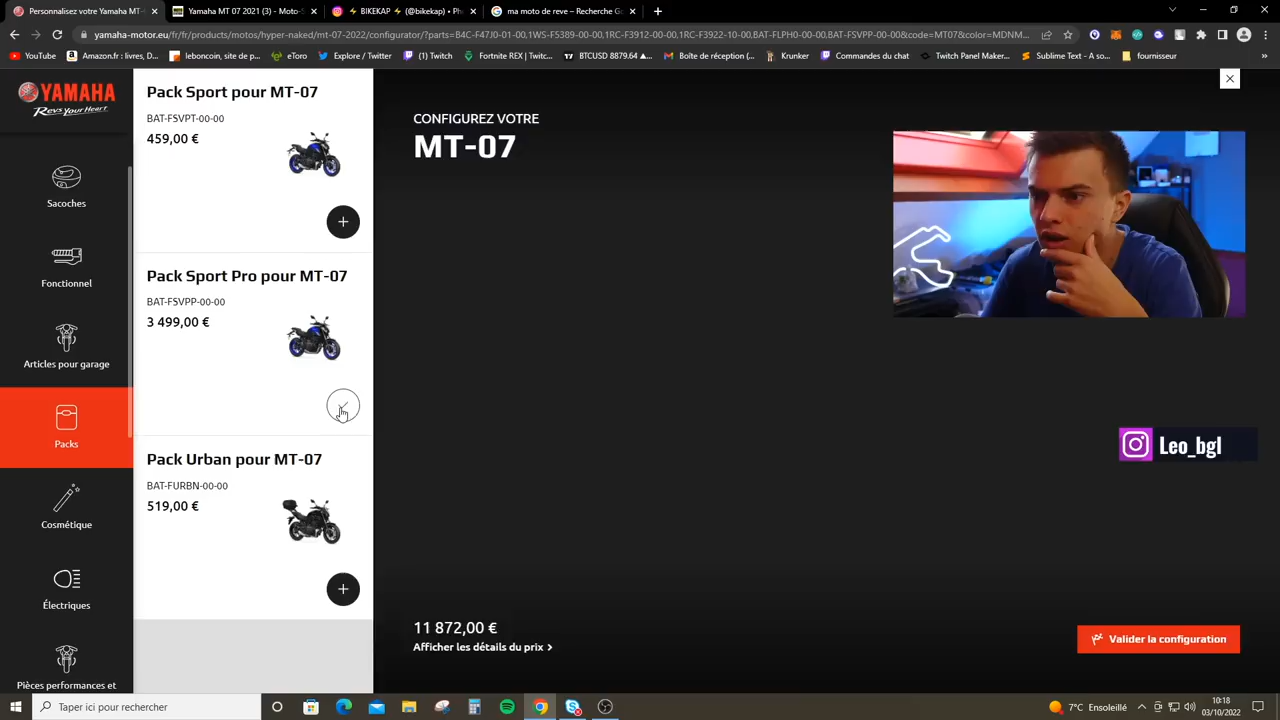 Personnalisez votre Yamaha MT-0
Yamaha MT 07 2021 (3) - Moto-S
⚡ BIKEKAP ⚡ (@bikekap) • Ph
ma moto de reve – Recherche G
yamaha-motor.eu/fr/fr/products/motos/hyper-naked/mt-07-2022/configurator/?parts=B4C-F47J0-01-00,1WS-F5389-00-00,1RC-F3912-00-00,1RC-F3922-10-00,BAT-FLPH0-00-00,BAT-FSVPP-00-00&code=MT07&color=MDNM...
YouTube
Amazon.fr : livres, D...
leboncoin, site de pe...
eToro
Explore / Twitter
(1) Twitch
Fortnite REX | Twitc...
BTCUSD 8879.64 ▲...
Boîte de réception (...
Krunker
Commandes du chat
Twitch Panel Maker...
Sublime Text - A so...
fournisseur
YAMAHA
Revs Your Heart
Sacoches
Fonctionnel
Articles pour garage
Packs
Cosmétique
Électriques
Pièces performances et
Pack Sport pour MT-07
BAT-FSVPT-00-00
459,00 €
Pack Sport Pro pour MT-07
BAT-FSVPP-00-00
3 499,00 €
Pack Urban pour MT-07
BAT-FURBN-00-00
519,00 €
CONFIGUREZ VOTRE
MT-07
Leo_bgl
11 872,00 €
Afficher les détails du prix
Valider la configuration
Taper ici pour rechercher
7°C Ensoleillé
10:18
03/10/2022